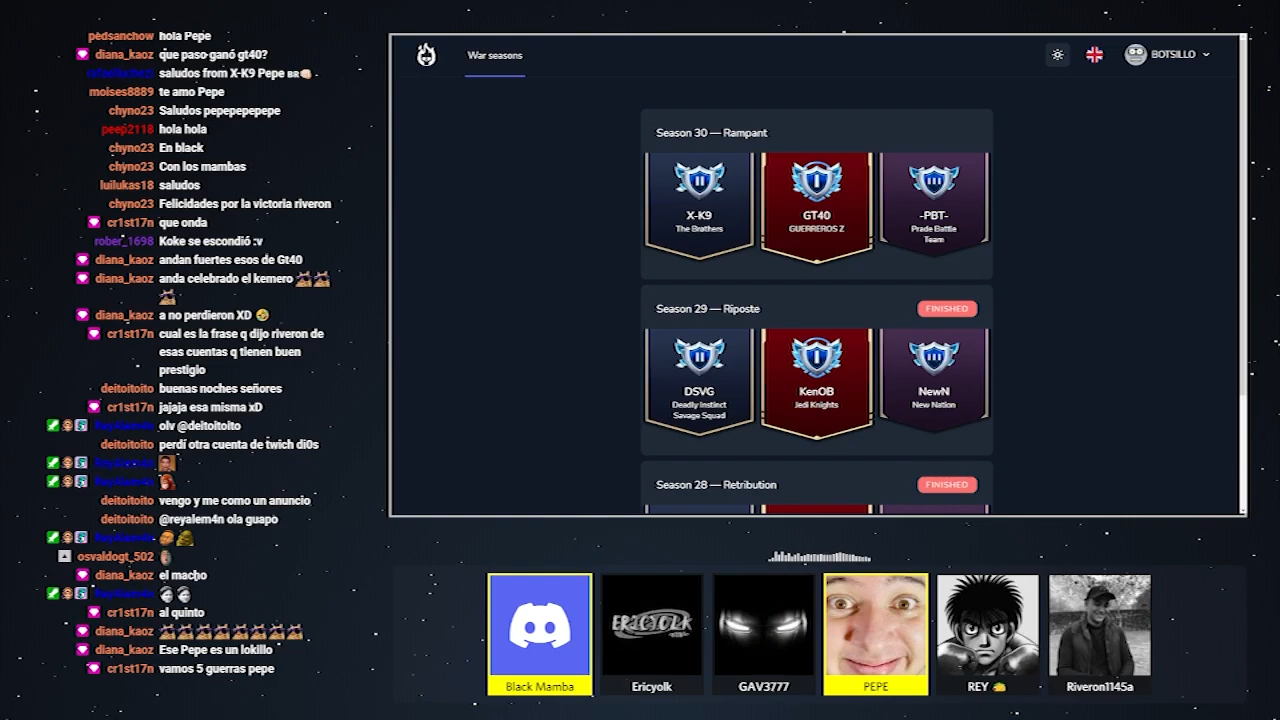 pedsanchow hola Pepe
diana_kaoz que paso ganó gt40?
saludos from X-K9 Pepe BR
moises8889 te amo Pepe
chyno23 Saludos pepepepepepe
peep2118 hola hola
chyno23 En black
chyno23 Con los mambas
luilukas18 saludos
chyno23 Felicidades por la victoria riveron
cr1st17n que onda
rober_1698 Koke se escondió :v
diana_kaoz andan fuertes esos de Gt40
diana_kaoz anda celebrado el kemero
diana_kaoz a no perdieron XD
cr1st17n cual es la frase q dijo riveron de
esas cuentas q tienen buen
prestigio
deitoitoito buenas noches señores
cr1st17n jajaja esa misma xD
olv @deitoitoito
deitoitoito perdí otra cuenta de twich di0s
deitoitoito vengo y me como un anuncio
deitoitoito @reyalem4n ola guapo
osvaldogt_502
diana_kaoz el macho
cr1st17n al quinto
diana_kaoz
diana_kaoz Ese Pepe es un lokillo
cr1st17n vamos 5 guerras pepe
War seasons
BOTSILLO
Season 30 — Rampant
X-K9
The Brathers
GT40
GUERREROS Z
-PBT-
Prade Battle
Team
Season 29 — Riposte
FINISHED
DSVG
Deadly Instinct
Savage Squad
KenOB
Jedi Knights
NewN
New Nation
Season 28 — Retribution
FINISHED
ERICYOLK
Black Mamba
Ericyolk
GAV3777
PEPE
REY
Riveron1145a